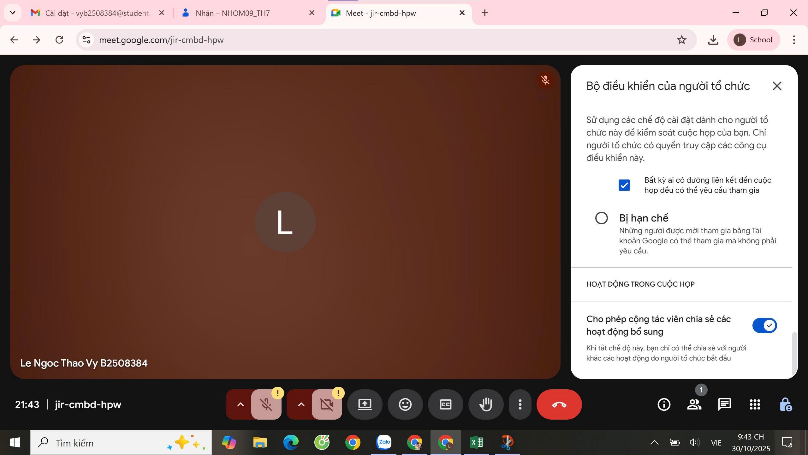 Cài đặt - vyb2508384@student
Nhãn – NHOM09_TH7
Meet - jir-cmbd-hpw
meet.google.com/jir-cmbd-hpw
L
School
Bộ điều khiển của người tổ chức
Sử dụng các chế độ cài đặt dành cho người tổ
chức này để kiểm soát cuộc họp của bạn. Chỉ
người tổ chức có quyền truy cập các công cụ
điều khiển này.
Bất kỳ ai có đường liên kết đến cuộc
họp đều có thể yêu cầu tham gia
Bị hạn chế
Những người được mời tham gia bằng Tài
khoản Google có thể tham gia mà không phải
yêu cầu.
HOẠT ĐỘNG TRONG CUỘC HỌP
Cho phép cộng tác viên chia sẻ các
hoạt động bổ sung
Khi tắt chế độ này, bạn chỉ có thể chia sẻ với người
khác các hoạt động do người tổ chức bắt đầu
L
Le Ngoc Thao Vy B2508384
21:43 | jir-cmbd-hpw
!
!
CC
1
Tìm kiếm
Zalo
VIE
9:43 CH
30/10/2025